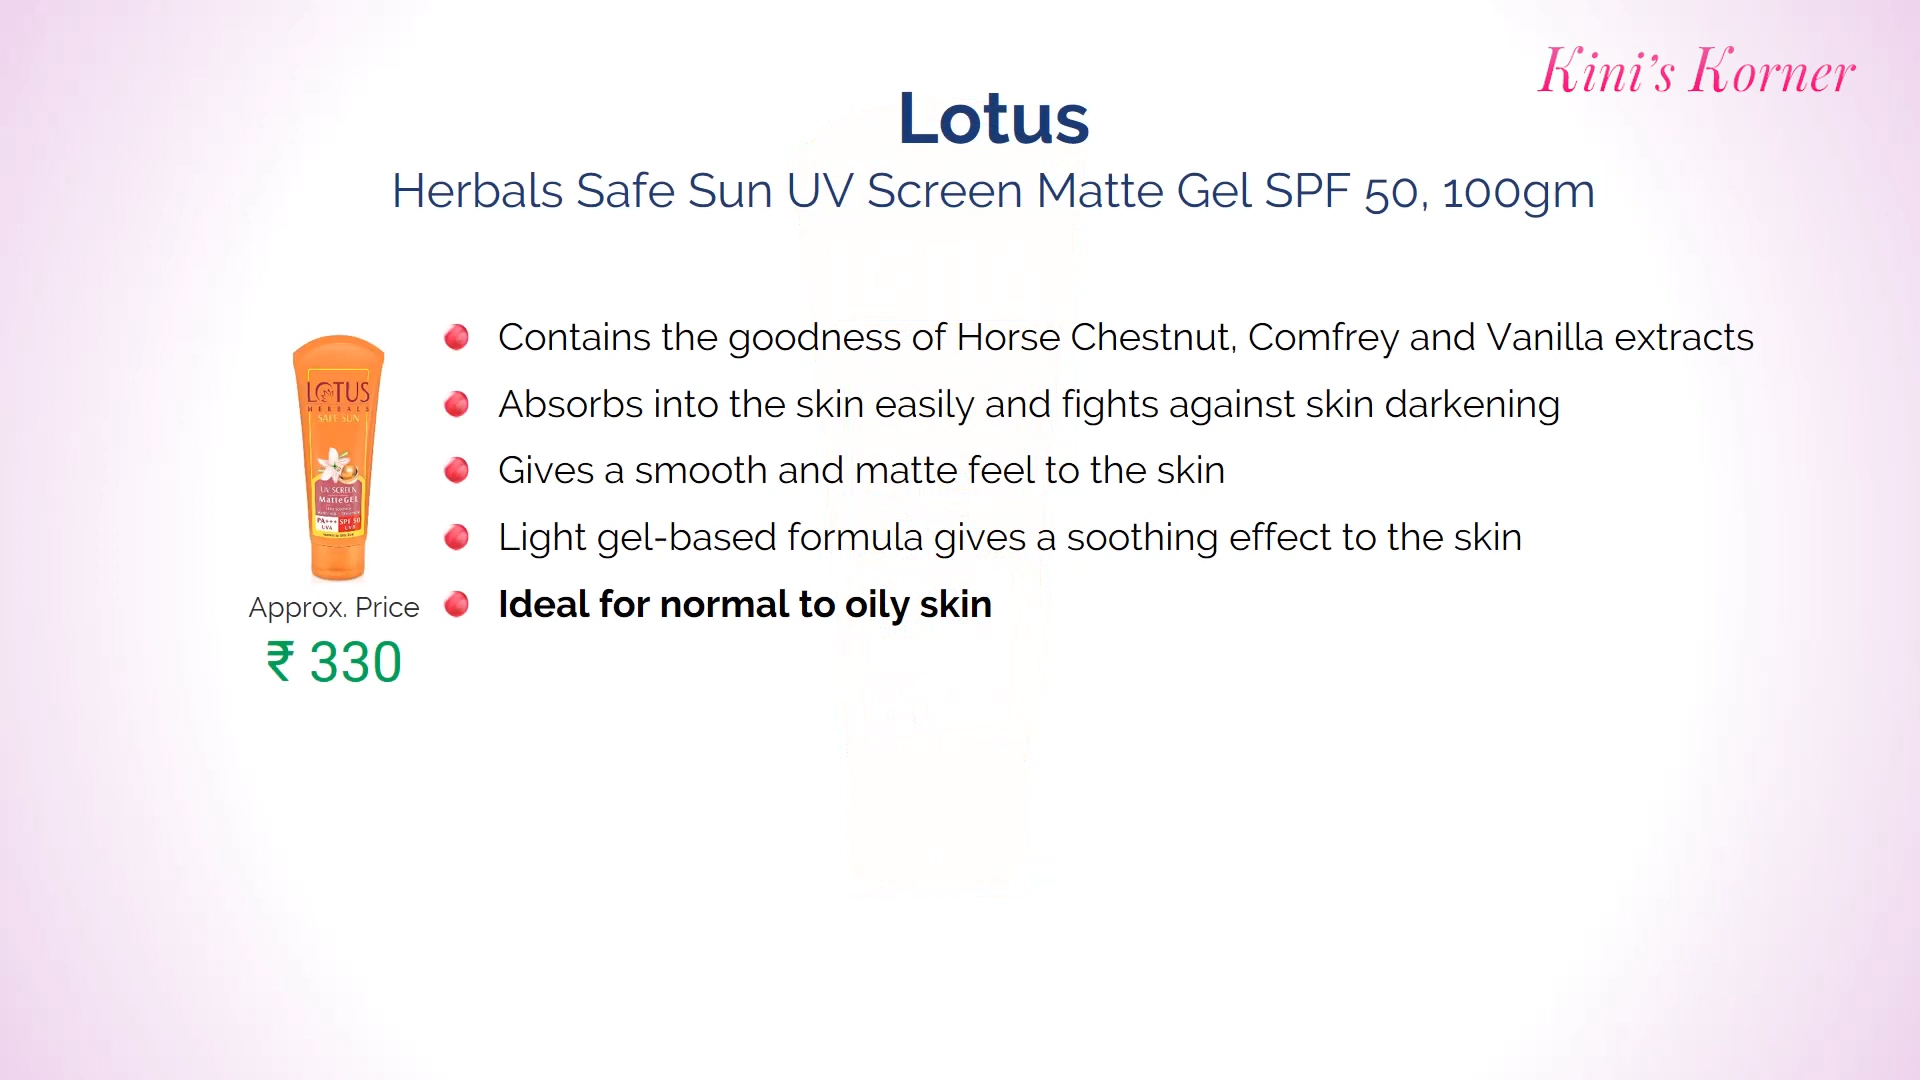 Kini's Korner
Lotus
Herbals Safe Sun UV Screen Matte Gel SPF 50, 100gm
Contains the goodness of Horse Chestnut, Comfrey and Vanilla extracts
Absorbs into the skin easily and fights against skin darkening
Gives a smooth and matte feel to the skin
Light gel-based formula gives a soothing effect to the skin
Ideal for normal to oily skin
LOTUS
HERBALS
SAFE SUN
UV SCREEN
MatteGEL
PA+++ SPF 50
UVA UVB
Approx. Price
₹ 330